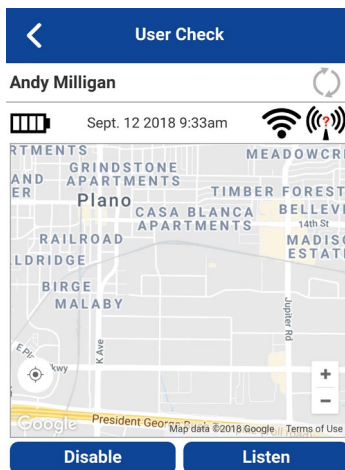 User Check
Andy Milligan
Sept. 12 2018 9:33am
?
RTMENTS
MEADOWCR
GRINDSTONE
APARTMENTS
AND
ER
TIMBER FOREST
Plano
CASA BLANCA
APARTMENTS
BELLEV
14th St
RAILROAD
MADIS
ESTAT
LDRIDGE
BIRGE
MALABY
Jupiter Rd
K Ave
kwy
+
−
Google
President George
Map data ©2018 Google
Terms of Use
Disable
Listen